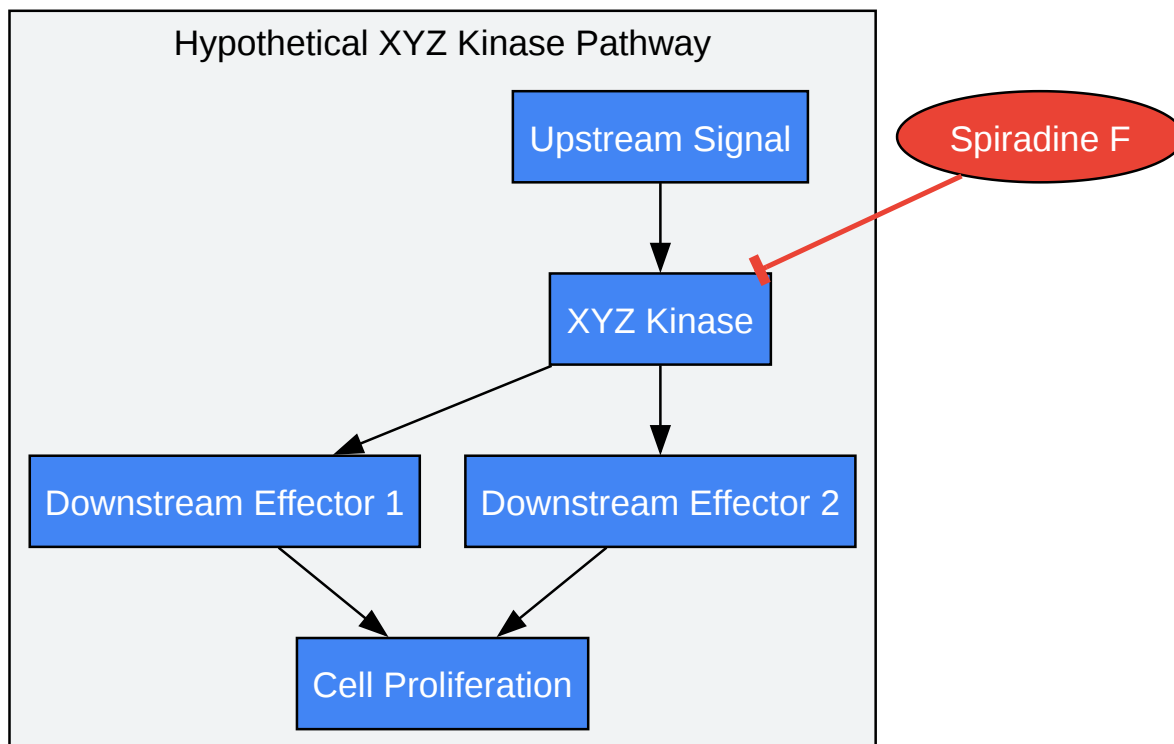 Hypothetical XYZ Kinase Pathway
Upstream Signal
Spiradine F
XYZ Kinase
Downstream Effector 1
Downstream Effector 2
Cell Proliferation